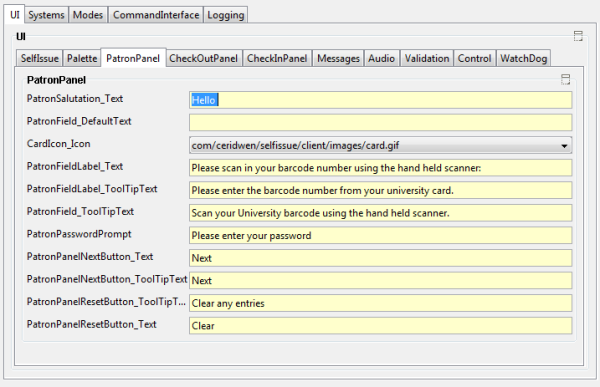 UI Systems Modes CommandInterface Logging
UI
SelfIssue Palette PatronPanel CheckOutPanel CheckInPanel Messages Audio Validation Control WatchDog
PatronPanel
PatronSalutation_Text Hello
PatronField_DefaultText
CardIcon_Icon com/ceridwen/selfissue/client/images/card.gif
PatronFieldLabel_Text Please scan in your barcode number using the hand held scanner:
PatronFieldLabel_ToolTipText Please enter the barcode number from your university card.
PatronField_ToolTipText Scan your University barcode using the hand held scanner.
PatronPasswordPrompt Please enter your password
PatronPanelNextButton_Text Next
PatronPanelNextButton_ToolTipText Next
PatronPanelResetButton_ToolTipT... Clear any entries
PatronPanelResetButton_Text Clear